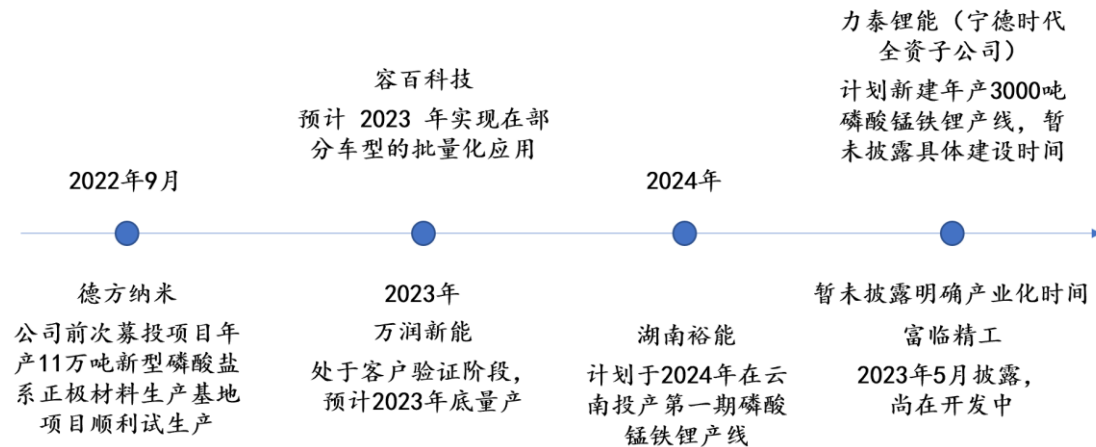 力泰锂能（宁德时代
全资子公司）
计划新建年产3000吨
磷酸锰铁锂产线，暂
未披露具体建设时间
容百科技
预计 2023 年实现在部
分车型的批量化应用
2022年9月
2024年
德方纳米
公司前次募投项目年
产11万吨新型磷酸盐
系正极材料生产基地
项目顺利试生产
2023年
万润新能
处于客户验证阶段，
预计2023年底量产
湖南裕能
计划于2024年在云
南投产第一期磷酸
锰铁锂产线
暂未披露明确产业化时间
富临精工
2023年5月披露，
尚在开发中